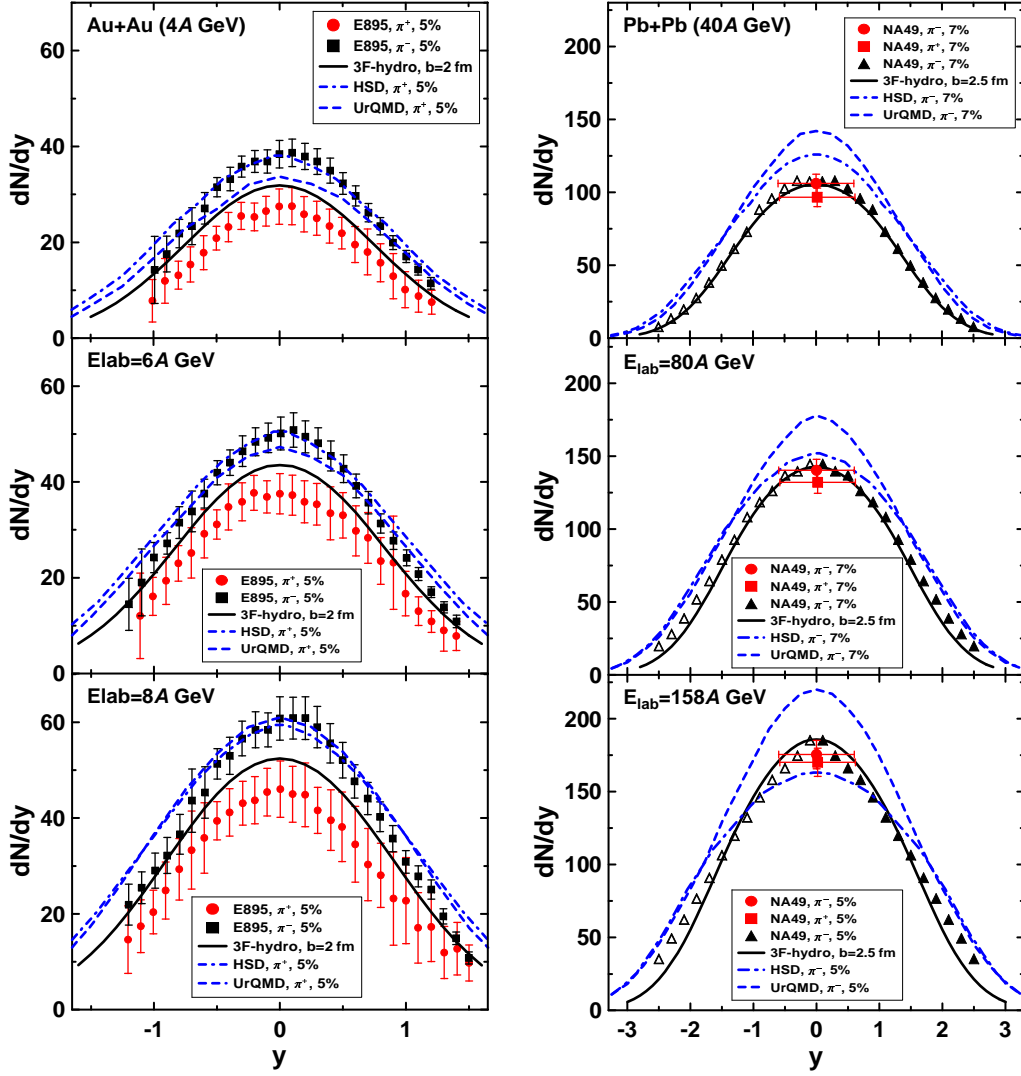 Au+Au (4A GeV)
E895, π⁺, 5%
E895, π⁻, 5%
3F-hydro, b=2 fm
HSD, π⁺, 5%
UrQMD, π⁺, 5%
60
40
20
0
dN/dy
Elab=6A GeV
E895, π⁺, 5%
E895, π⁻, 5%
3F-hydro, b=2 fm
HSD, π⁺, 5%
UrQMD, π⁺, 5%
60
40
20
0
dN/dy
Elab=8A GeV
E895, π⁺, 5%
E895, π⁻, 5%
3F-hydro, b=2 fm
HSD, π⁺, 5%
UrQMD, π⁺, 5%
60
40
20
0
dN/dy
-1 0 1
y
Pb+Pb (40A GeV)
NA49, π⁻, 7%
NA49, π⁺, 7%
NA49, π⁻, 7%
3F-hydro, b=2.5 fm
HSD, π⁻, 7%
UrQMD, π⁻, 7%
200
150
100
50
0
dN/dy
E_lab=80A GeV
NA49, π⁻, 7%
NA49, π⁺, 7%
NA49, π⁻, 7%
3F-hydro, b=2.5 fm
HSD, π⁻, 7%
UrQMD, π⁻, 7%
200
150
100
50
0
dN/dy
E_lab=158A GeV
NA49, π⁻, 5%
NA49, π⁺, 5%
NA49, π⁻, 5%
3F-hydro, b=2.5 fm
HSD, π⁻, 5%
UrQMD, π⁻, 5%
200
150
100
50
0
dN/dy
-3 -2 -1 0 1 2 3
y